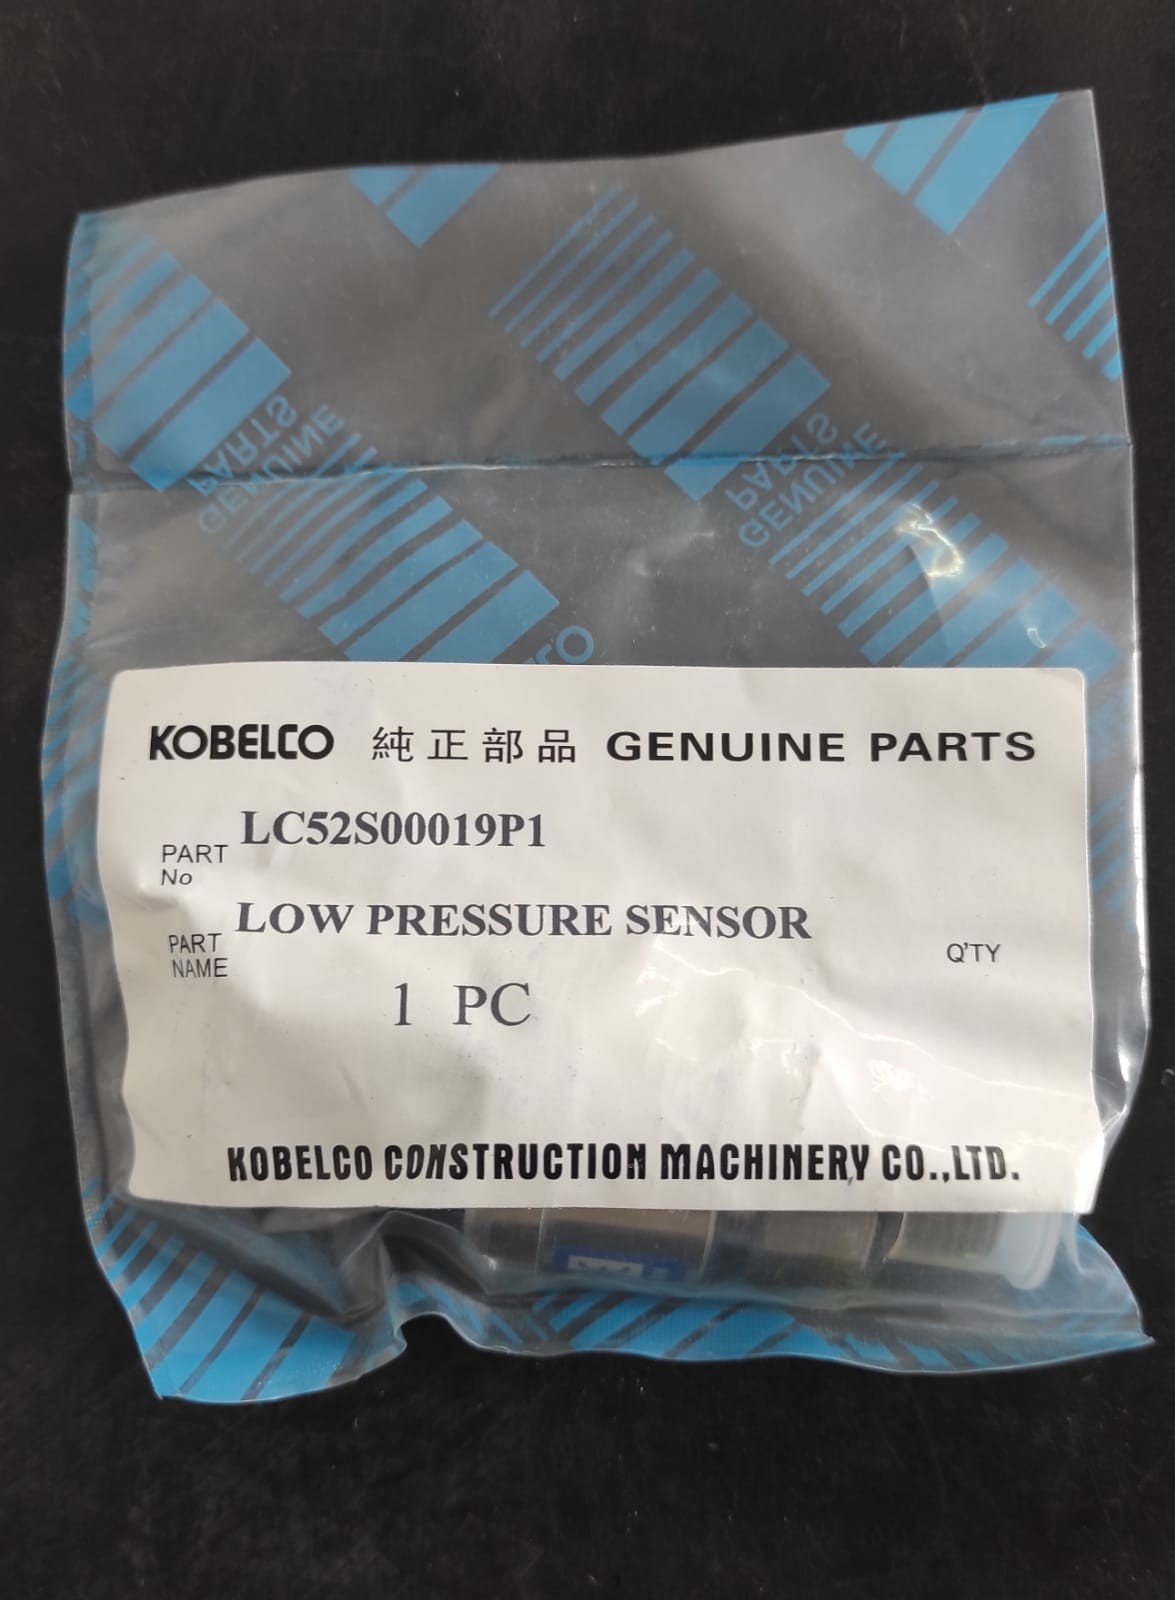 PARTS
GENUINE
PARTS
GENUINE
KOBELCO 純正部品 GENUINE PARTS
PART No LC52S00019P1
PART NAME LOW PRESSURE SENSOR
Q'TY
1 PC
KOBELCO CONSTRUCTION MACHINERY CO.,LTD.